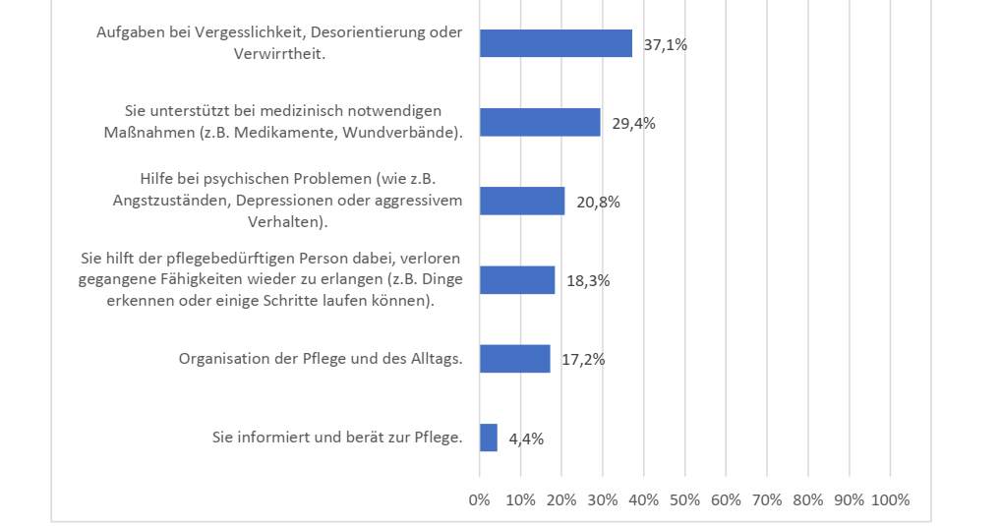 Aufgaben bei Vergesslichkeit, Desorientierung oder
Verwirrtheit.
37,1%
Sie unterstützt bei medizinisch notwendigen
Maßnahmen (z.B. Medikamente, Wundverbände).
29,4%
Hilfe bei psychischen Problemen (wie z.B.
Angstzuständen, Depressionen oder aggressivem
Verhalten).
20,8%
Sie hilft der pflegebedürftigen Person dabei, verloren
gegangene Fähigkeiten wieder zu erlangen (z.B. Dinge
erkennen oder einige Schritte laufen können).
18,3%
Organisation der Pflege und des Alltags.
17,2%
Sie informiert und berät zur Pflege.
4,4%
0% 10% 20% 30% 40% 50% 60% 70% 80% 90% 100%